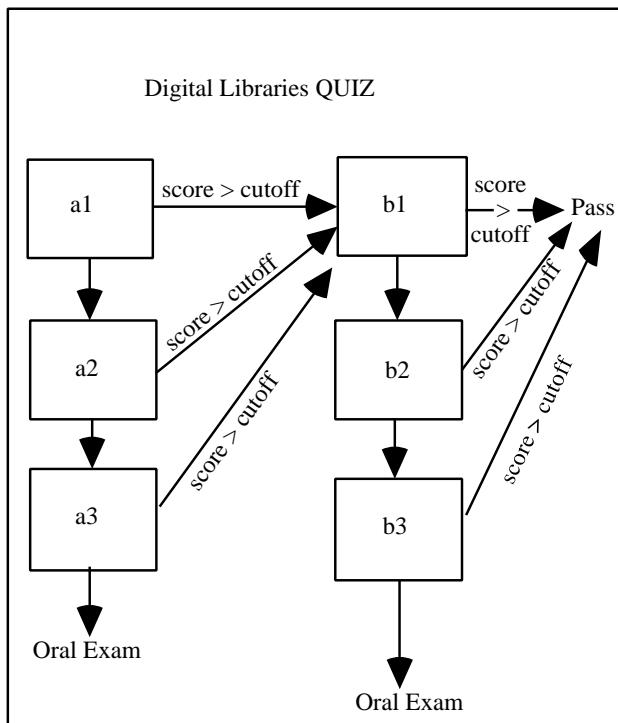 Digital Libraries QUIZ
a1
score > cutoff
b1
score
>
cutoff
Pass
a2
score > cutoff
b2
score > cutoff
a3
score > cutoff
b3
score > cutoff
Oral Exam
Oral Exam